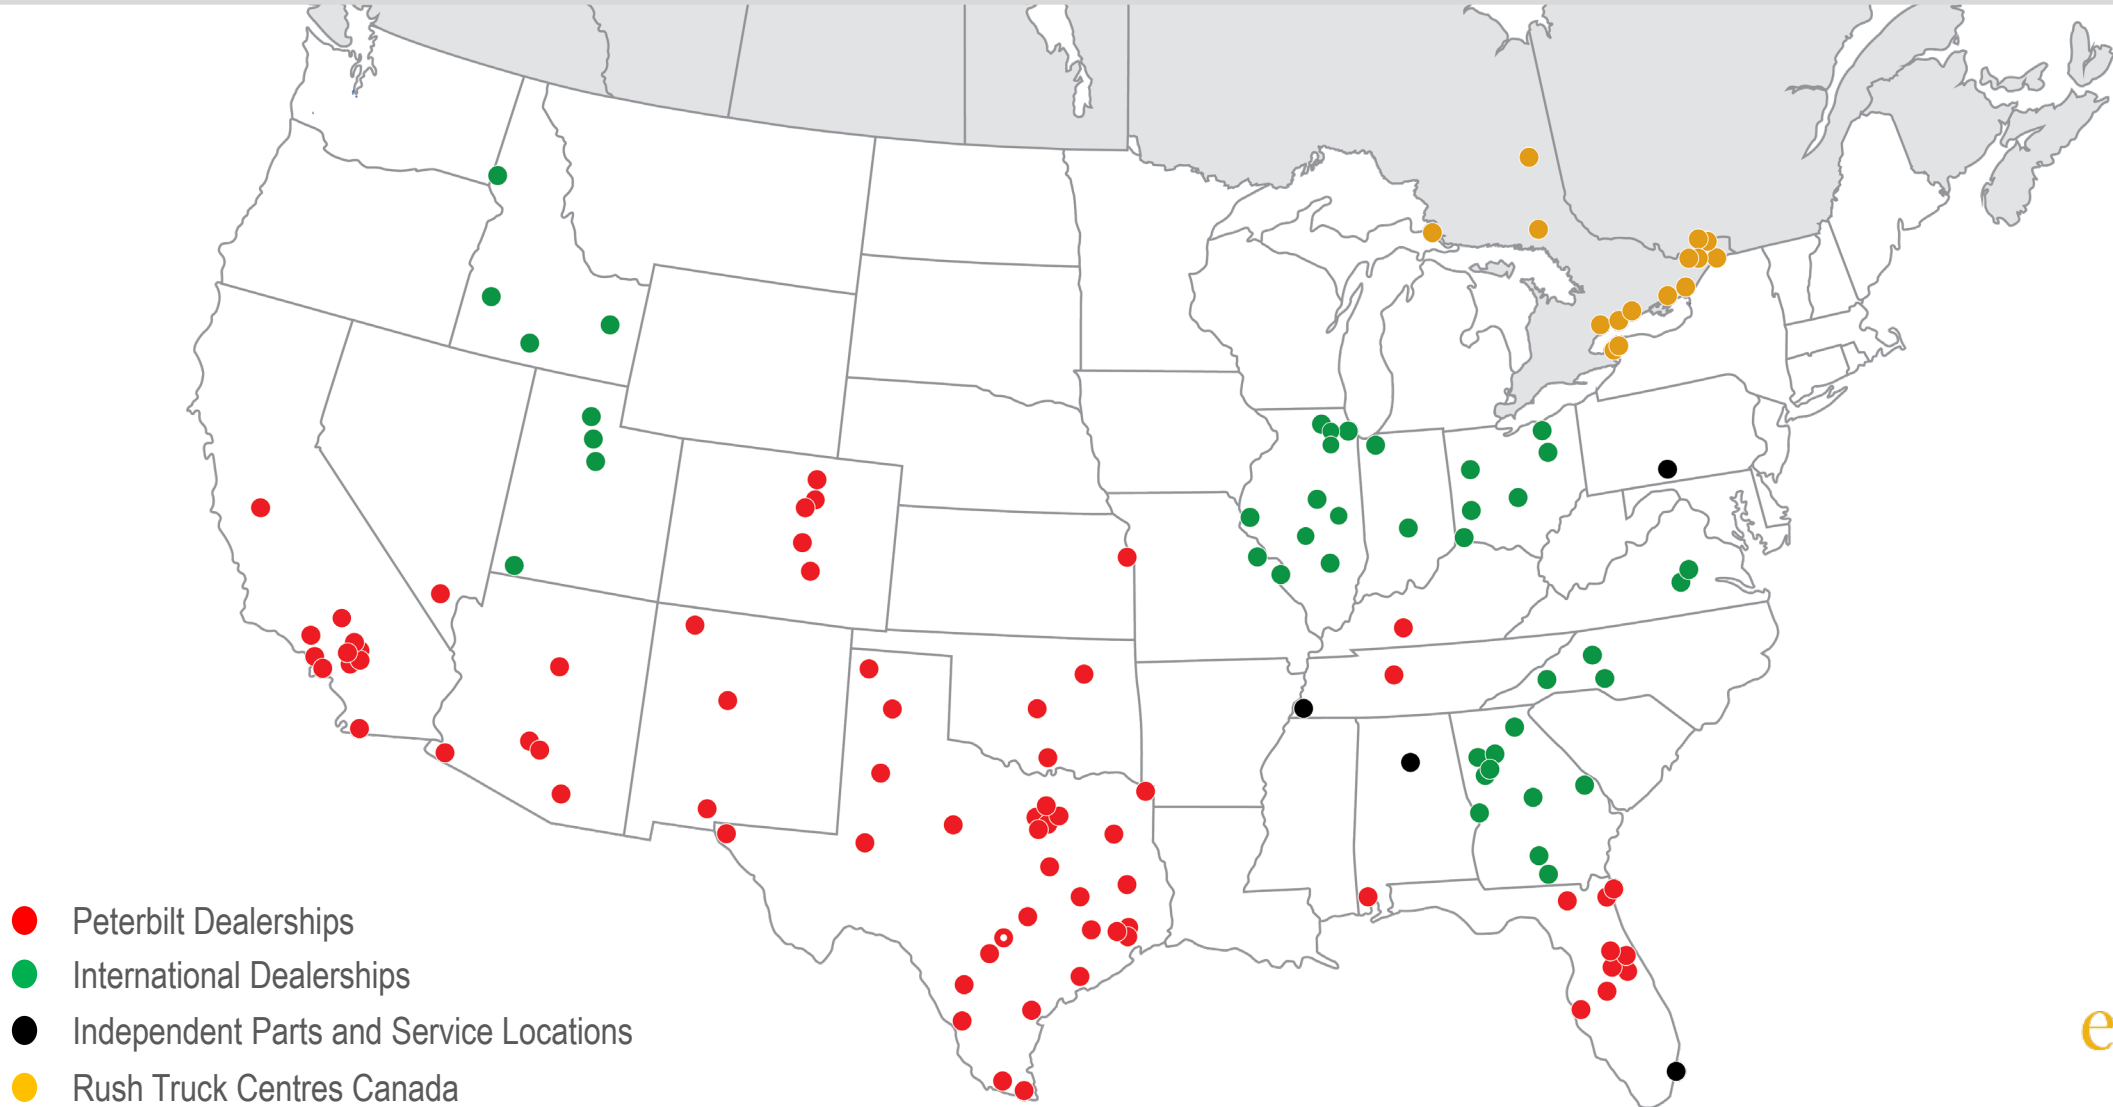 Peterbilt Dealerships
International Dealerships
Independent Parts and Service Locations
Rush Truck Centres Canada
e